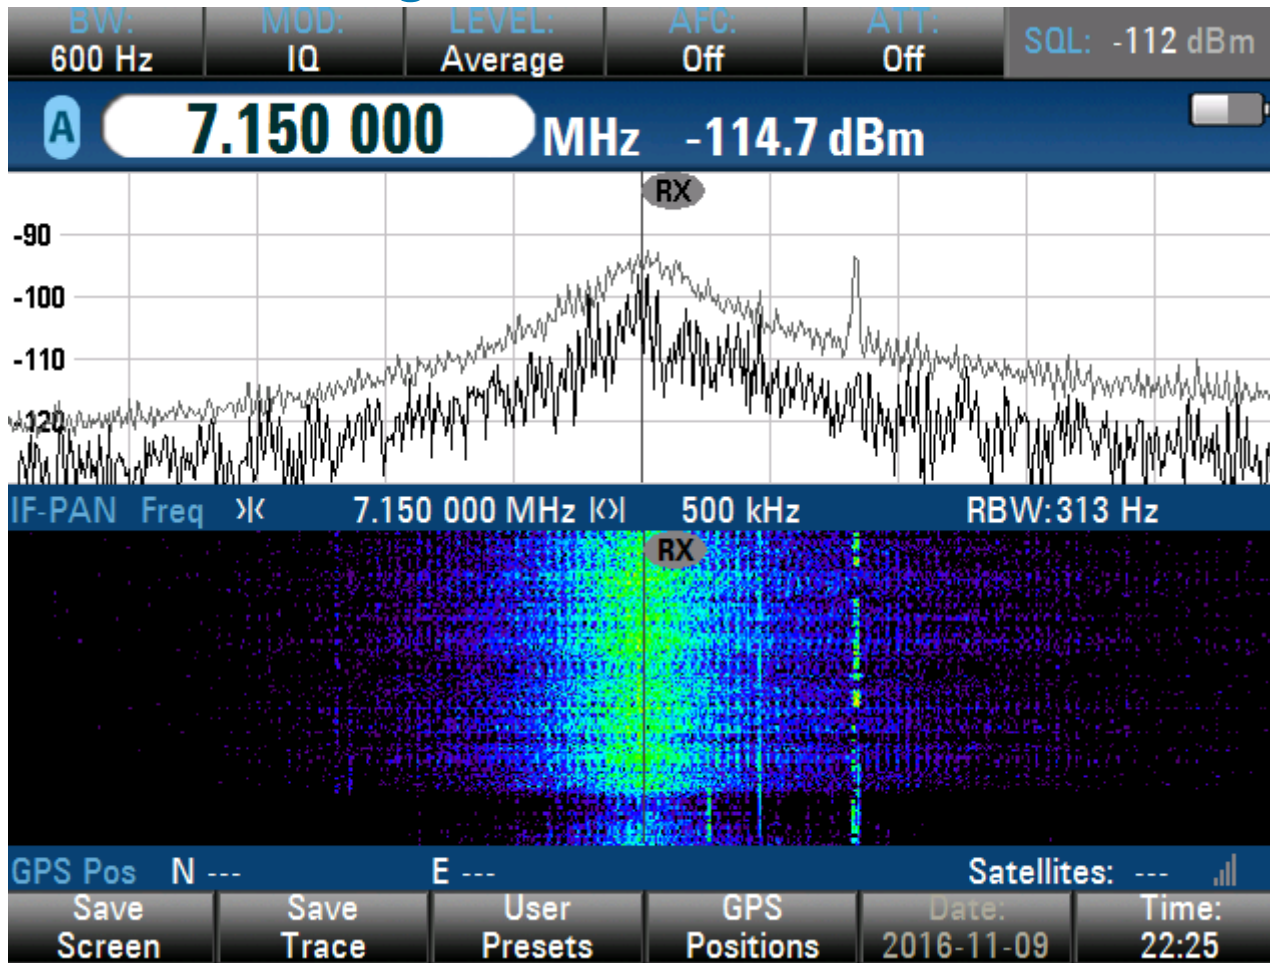 BW: MOD: LEVEL: AFC: ATT: SQL: -112 dBm
600 Hz IQ Average Off Off
A 7.150 000 MHz -114.7 dBm
RX
-90
-100
-110
-120
IF-PAN Freq 7.150 000 MHz 500 kHz RBW:313 Hz
RX
GPS Pos N --- E --- Satellites: ---
Save Save User GPS Date: Time:
Screen Trace Presets Positions 2016-11-09 22:25